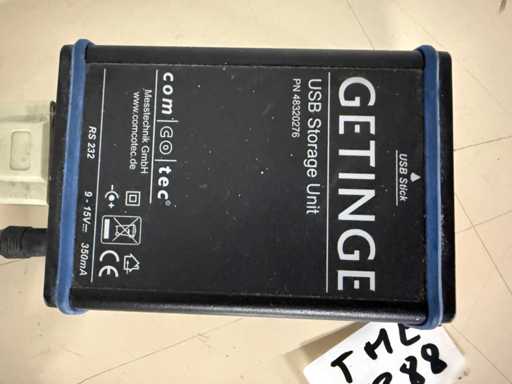 GETINGE
USB Storage Unit
PN 48320276
USB Stick
com|co|tec®
Messtechnik GmbH
www.comcotec.de
RS 232
9 - 15V⎓ 350mA
CE
TML